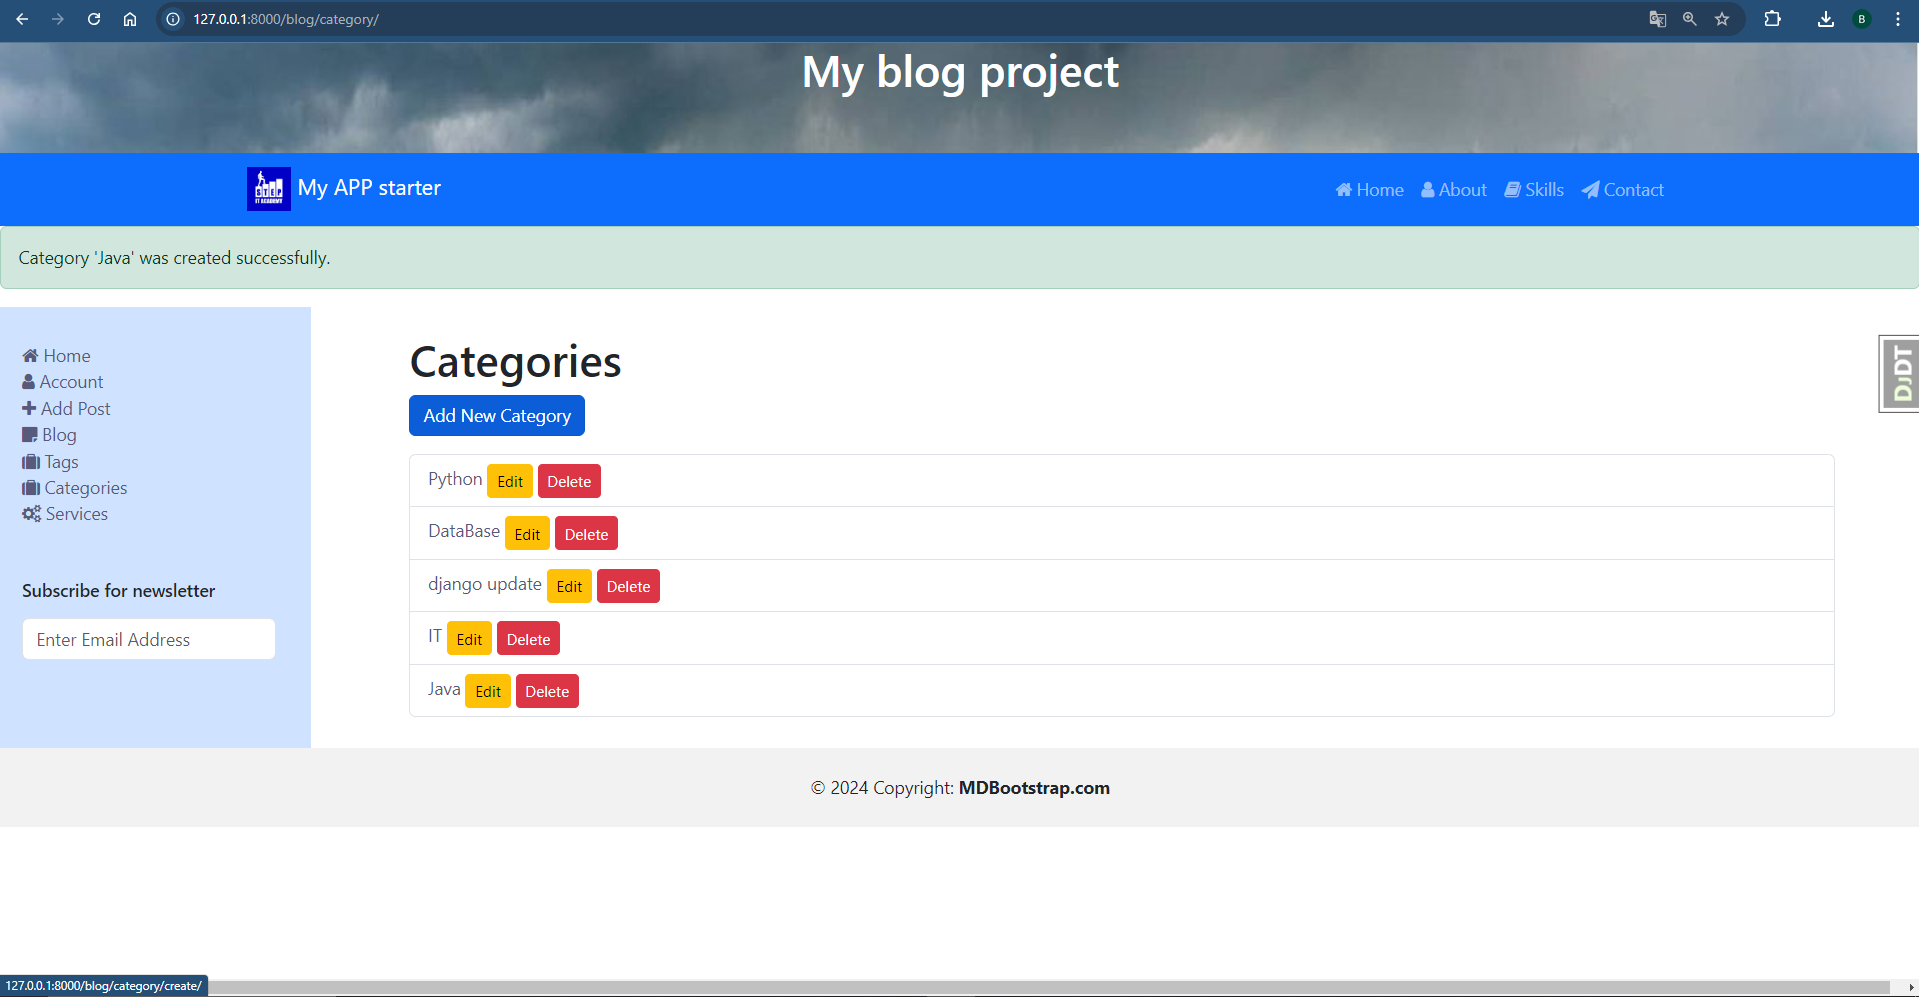 127.0.0.1:8000/blog/category/
B
My blog project
STEP
IT ACADEMY
My APP starter
Home About Skills Contact
Category 'Java' was created successfully.
Home
Account
Add Post
Blog
Tags
Categories
Services
Subscribe for newsletter
Enter Email Address
Categories
Add New Category
Python Edit Delete
DataBase Edit Delete
django update Edit Delete
IT Edit Delete
Java Edit Delete
DJDT
© 2024 Copyright: MDBootstrap.com
127.0.0.1:8000/blog/category/create/